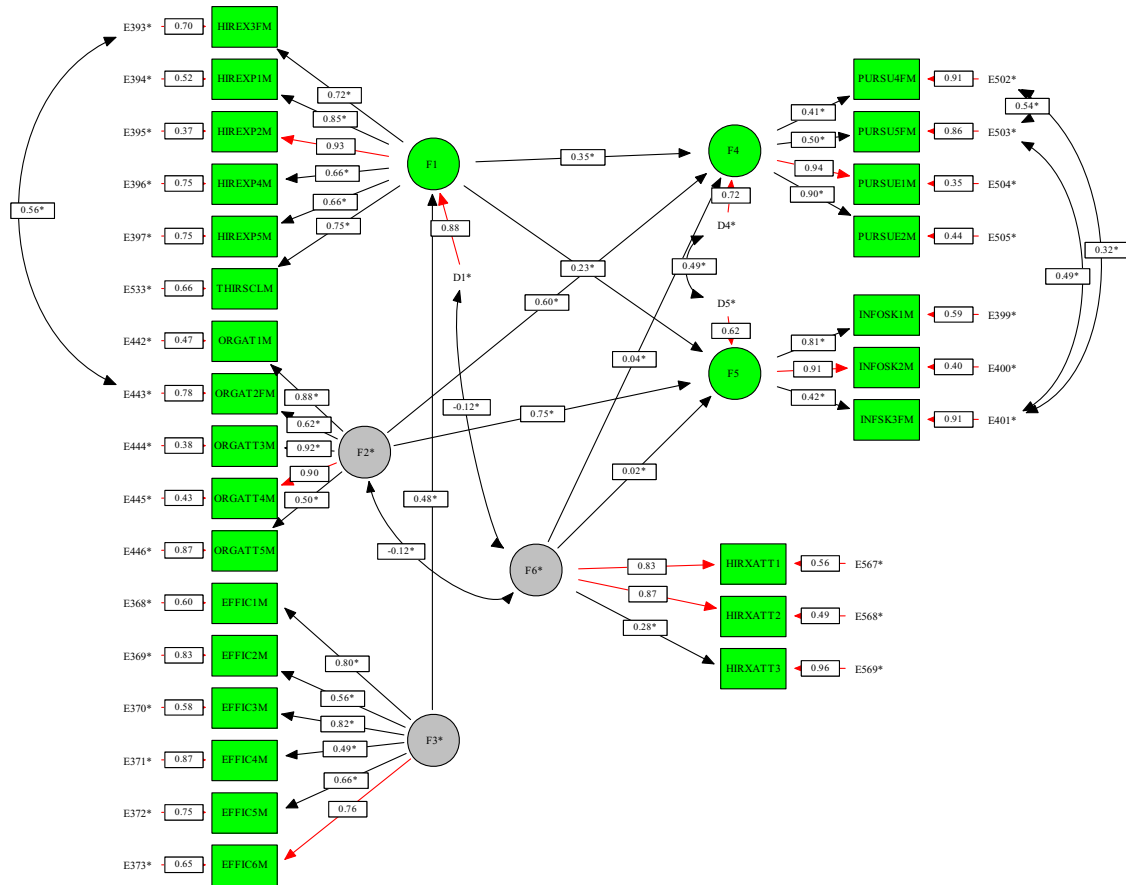 E393* 0.70 HIREX3FM
E394* 0.52 HIREXP1M
E395* 0.37 HIREXP2M
E396* 0.75 HIREXP4M
E397* 0.75 HIREXP5M
E533* 0.66 THIRSCLM
E442* 0.47 ORGAT1M
E443* 0.78 ORGAT2FM
E444* 0.38 ORGATT3M
E445* 0.43 ORGATT4M
E446* 0.87 ORGATT5M
E368* 0.60 EFFIC1M
E369* 0.83 EFFIC2M
E370* 0.58 EFFIC3M
E371* 0.87 EFFIC4M
E372* 0.75 EFFIC5M
E373* 0.65 EFFIC6M
0.56*
0.72*
0.85*
0.93
0.66*
0.66*
0.75*
F1
0.88
D1*
0.88*
0.62*
0.92*
0.90
0.50*
F2*
0.48*
-0.12*
-0.12*
0.80*
0.56*
0.82*
0.49*
0.66*
0.76
F3*
0.35*
0.23*
0.60*
0.04*
0.75*
0.02*
F6*
F4
0.72
D4*
0.49*
D5*
0.62
F5
0.41*
0.50*
0.94
0.90*
0.81*
0.91
0.42*
0.83
0.87
0.28*
PURSU4FM 0.91 E502*
PURSU5FM 0.86 E503*
PURSUE1M 0.35 E504*
PURSUE2M 0.44 E505*
INFOSK1M 0.59 E399*
INFOSK2M 0.40 E400*
INFSK3FM 0.91 E401*
HIRXATT1 0.56 E567*
HIRXATT2 0.49 E568*
HIRXATT3 0.96 E569*
0.54*
0.32*
0.49*